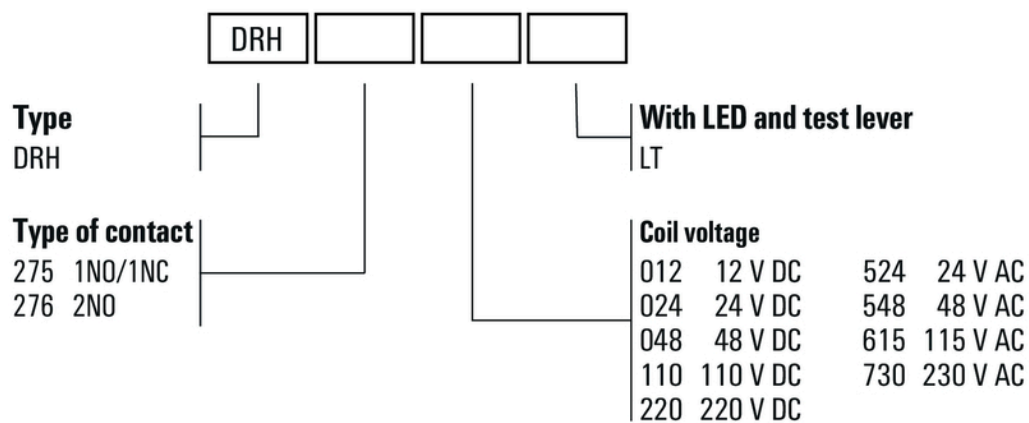 DRH
Type
DRH
With LED and test lever
LT
Type of contact
275 1NO/1NC
276 2NO
Coil voltage
012 12 V DC 524 24 V AC
024 24 V DC 548 48 V AC
048 48 V DC 615 115 V AC
110 110 V DC 730 230 V AC
220 220 V DC